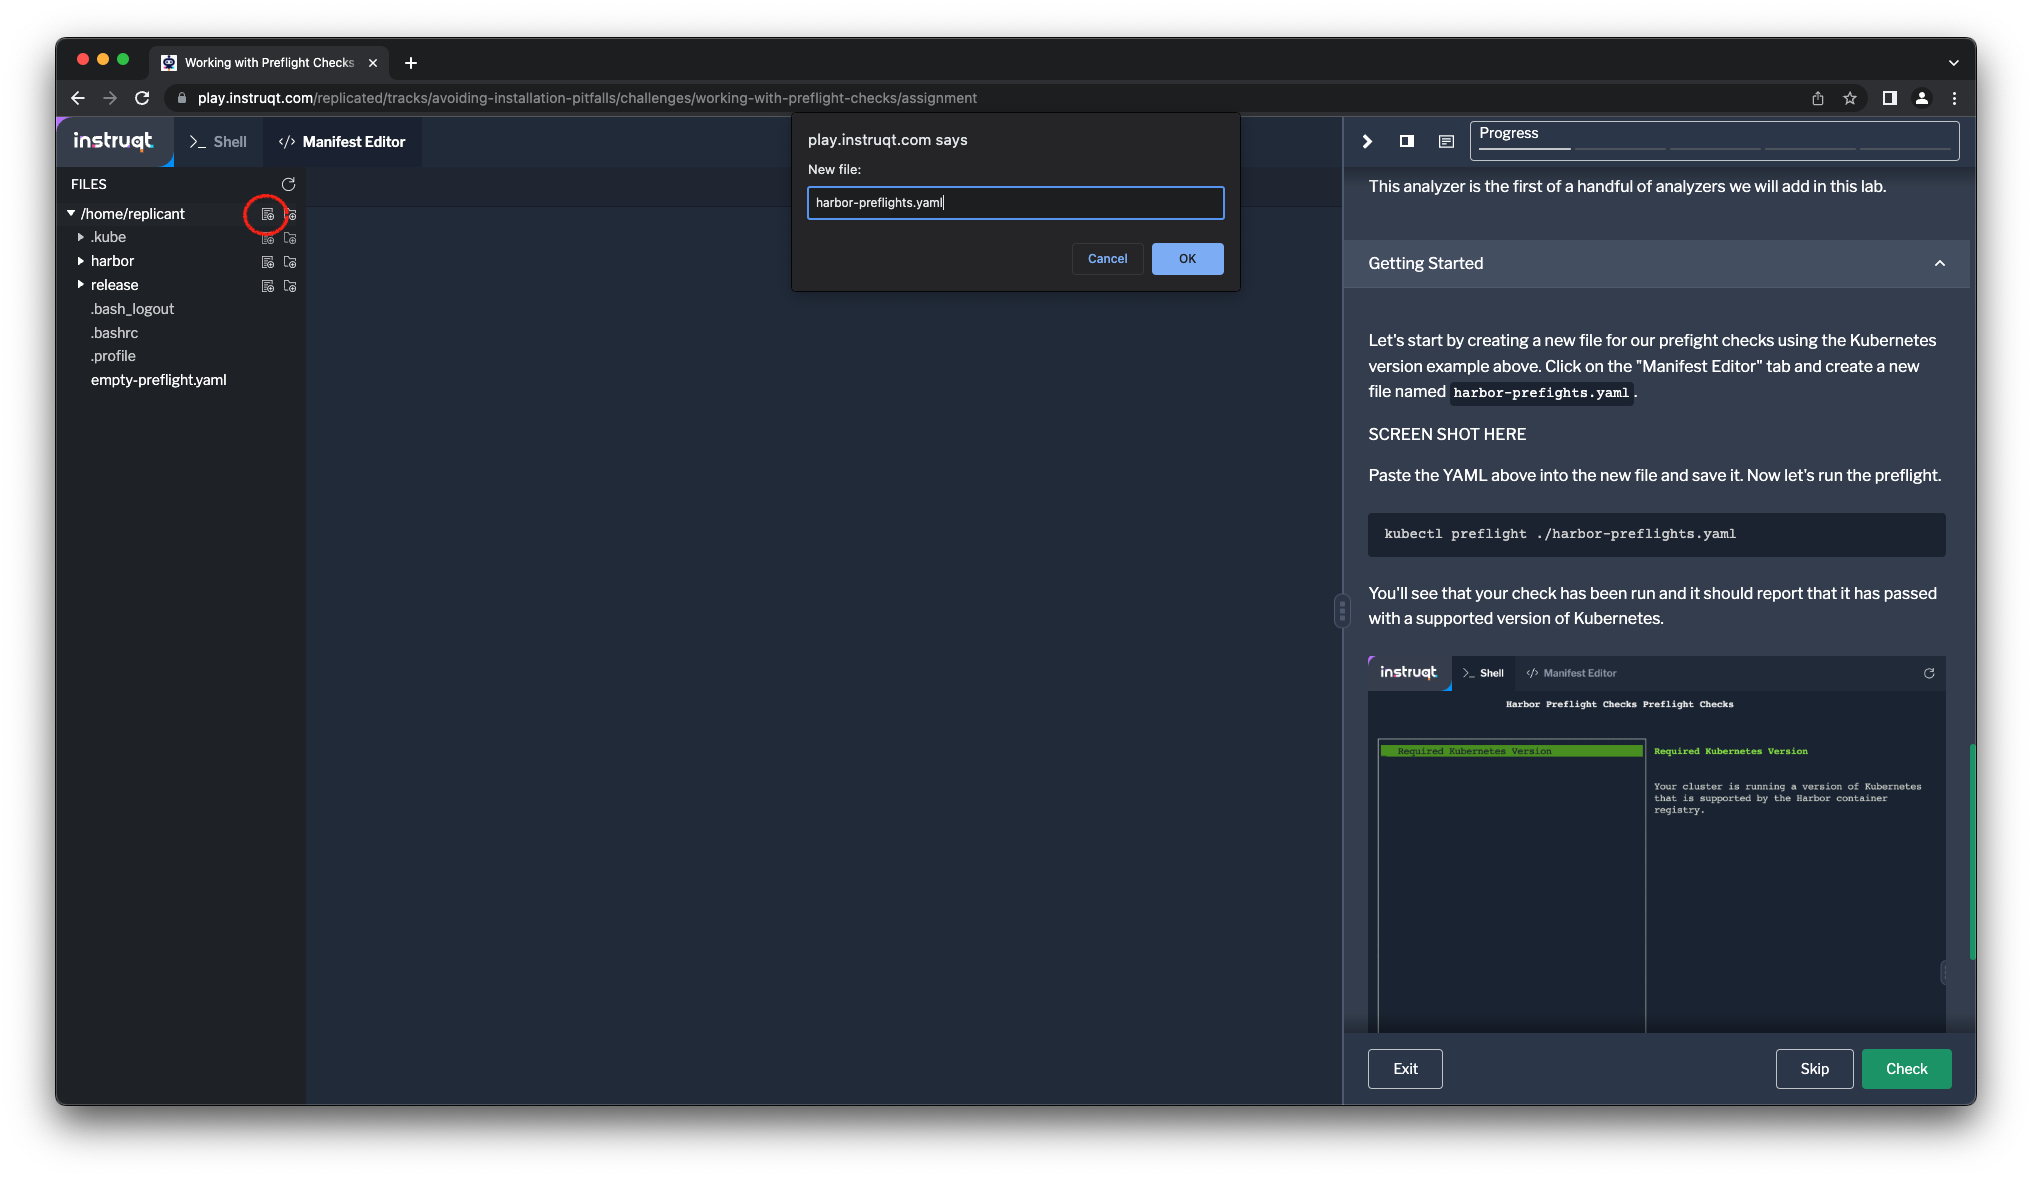 Working with Preflight Checks
play.instruqt.com/replicated/tracks/avoiding-installation-pitfalls/challenges/working-with-preflight-checks/assignment
instruqt
>_ Shell
</> Manifest Editor
FILES
/home/replicant
.kube
harbor
release
.bash_logout
.bashrc
.profile
empty-preflight.yaml
play.instruqt.com says
New file:
harbor-preflights.yaml
Cancel
OK
Progress
This analyzer is the first of a handful of analyzers we will add in this lab.
Getting Started
Let's start by creating a new file for our prefight checks using the Kubernetes
version example above. Click on the "Manifest Editor" tab and create a new
file named harbor-prefights.yaml.
SCREEN SHOT HERE
Paste the YAML above into the new file and save it. Now let's run the preflight.
kubectl preflight ./harbor-preflights.yaml
You'll see that your check has been run and it should report that it has passed
with a supported version of Kubernetes.
instruqt
>_ Shell
</> Manifest Editor
Harbor Preflight Checks Preflight Checks
Required Kubernetes Version
Required Kubernetes Version
Your cluster is running a version of Kubernetes
that is supported by the Harbor container
registry.
Exit
Skip
Check